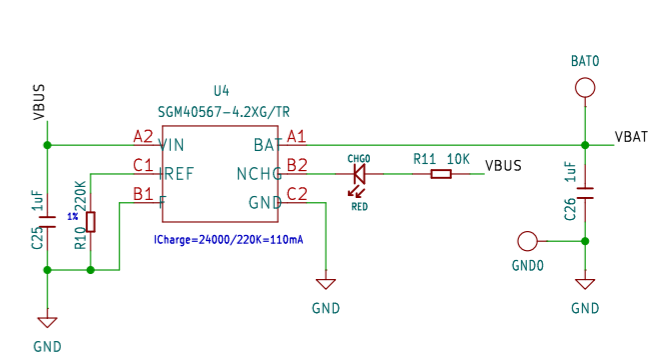 BAT0
U4
VBUS
SGM40567-4.2XG/TR
A2
VIN
BAT
A1
VBAT
C1
IREF
NCHG
B2
CHG0
R11 10K
VBUS
RED
1uF
C25
1%
220K
R10
B1
F
GND
C2
1uF
C26
ICharge=24000/220K=110mA
GND0
GND
GND
GND